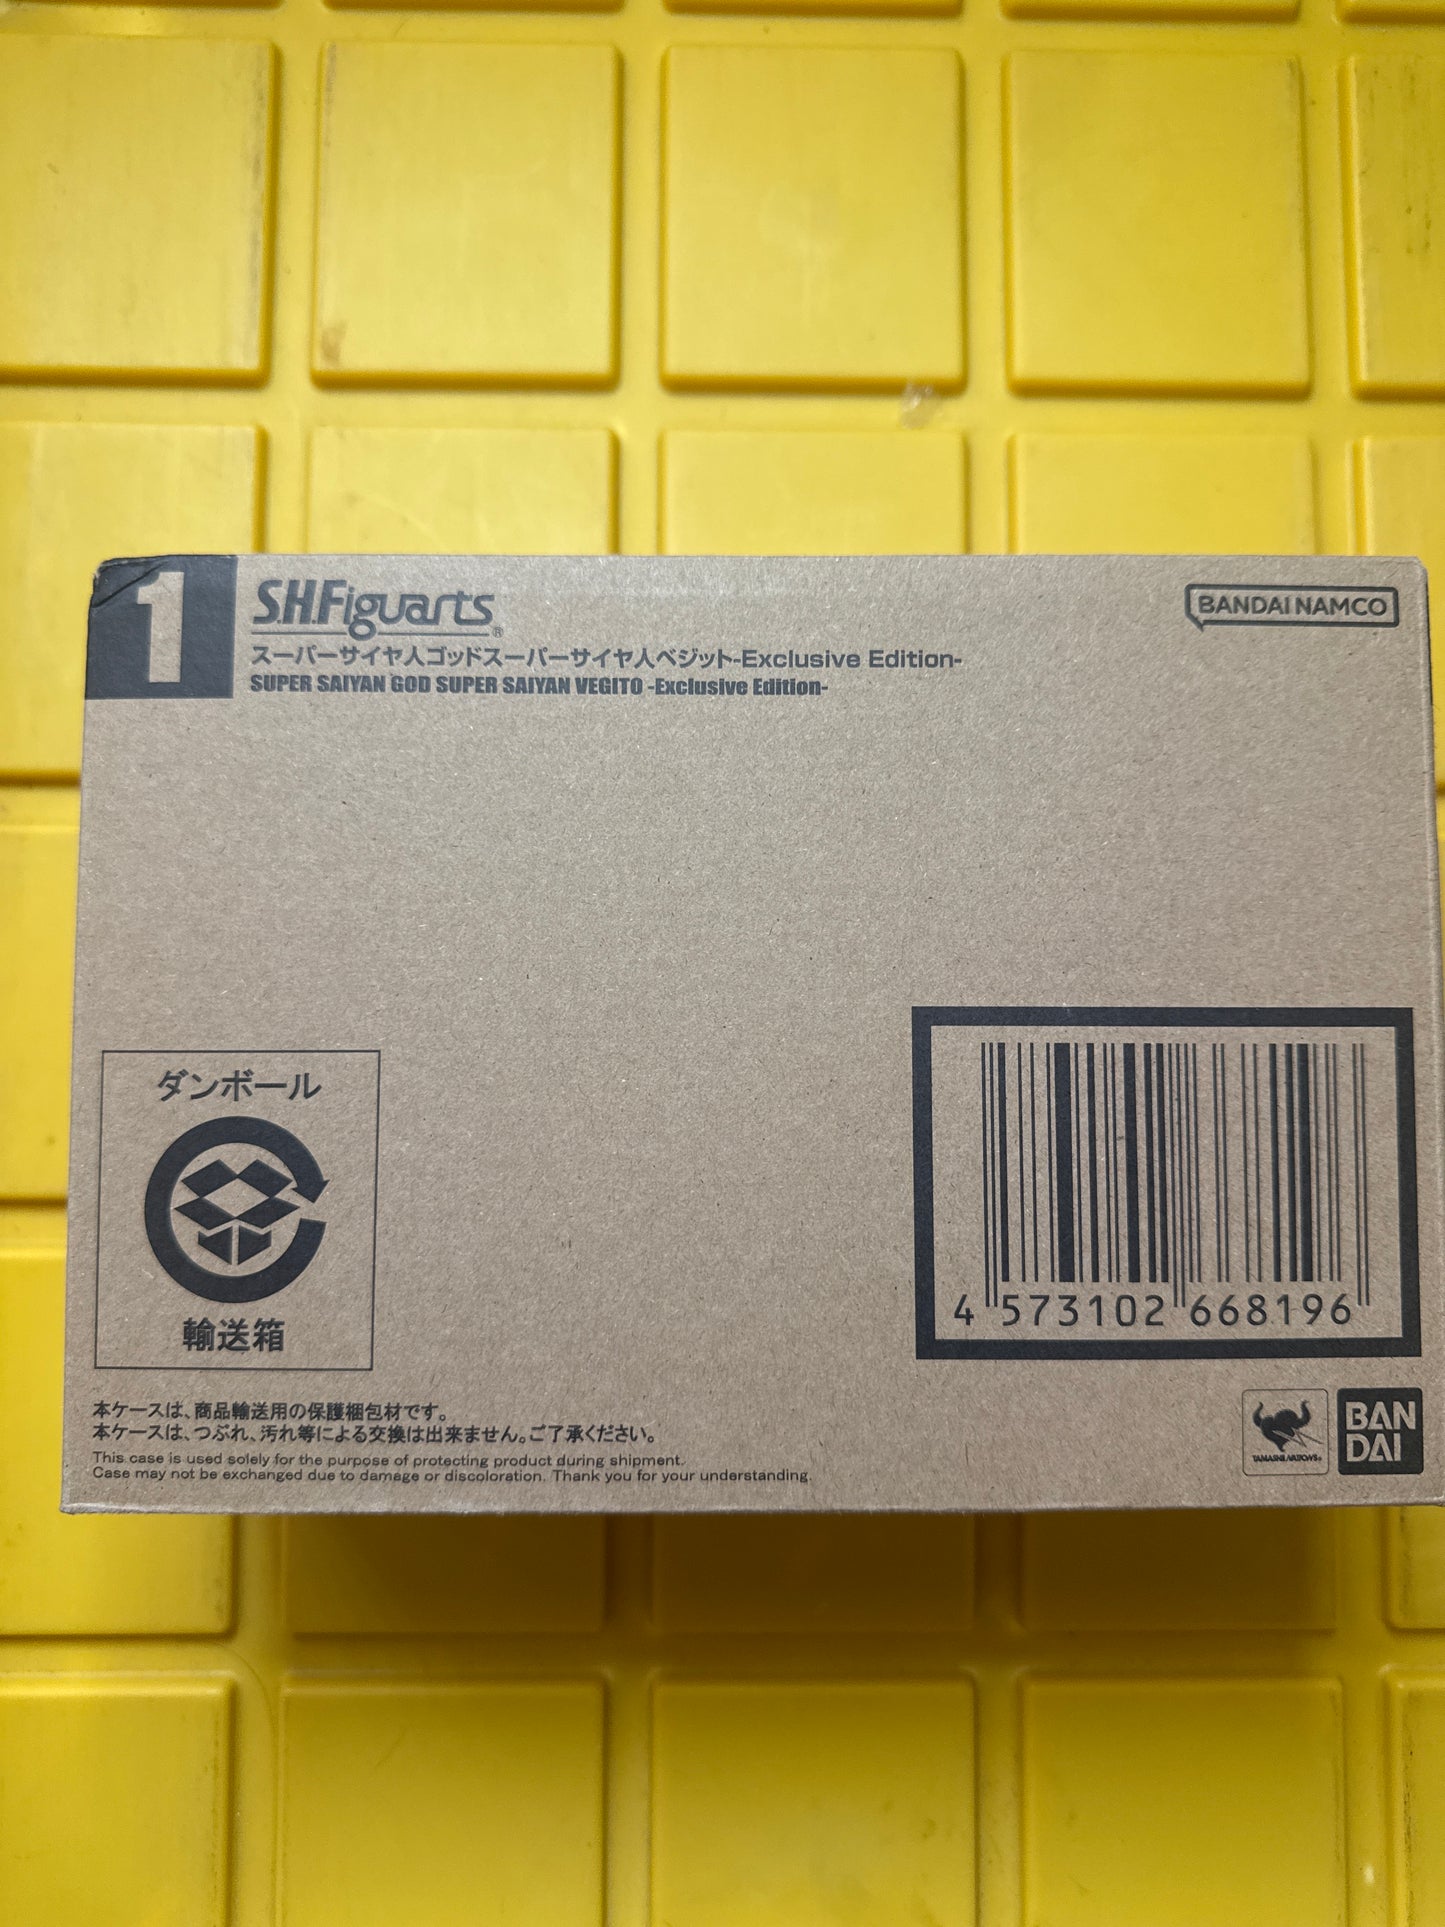 1
S.H.Figuarts®
BANDAI NAMCO
スーパーサイヤ人ゴッドスーパーサイヤ人ベジット-Exclusive Edition-
SUPER SAIYAN GOD SUPER SAIYAN VEGITO -Exclusive Edition-
ダンボール
輸送箱
4 573102 668196
本ケースは、商品輸送用の保護梱包材です。
本ケースは、つぶれ、汚れ等による交換は出来ません。ご了承ください。
This case is used solely for the purpose of protecting product during shipment.
Case may not be exchanged due to damage or discoloration. Thank you for your understanding.
TAMASHII NATIONS®
BAN
DAI